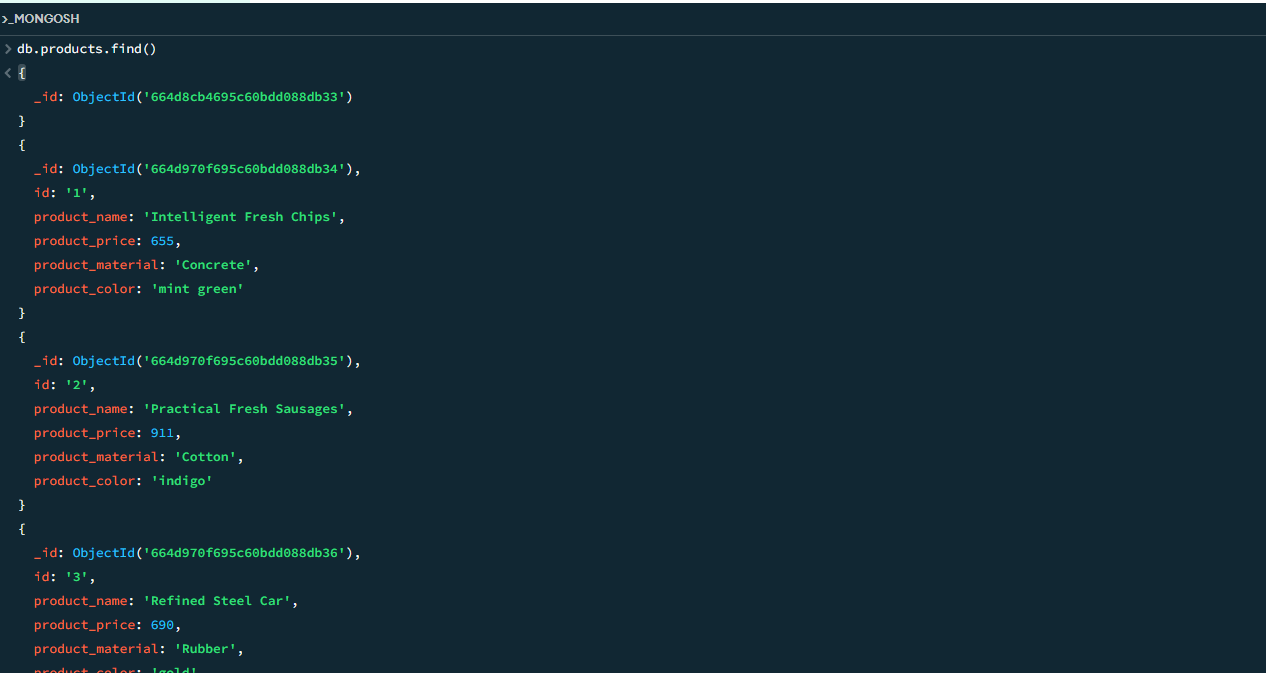 >_MONGOSH
> db.products.find()
< {
_id: ObjectId('664d8cb4695c60bdd088db33')
}
{
_id: ObjectId('664d970f695c60bdd088db34'),
id: '1',
product_name: 'Intelligent Fresh Chips',
product_price: 655,
product_material: 'Concrete',
product_color: 'mint green'
}
{
_id: ObjectId('664d970f695c60bdd088db35'),
id: '2',
product_name: 'Practical Fresh Sausages',
product_price: 911,
product_material: 'Cotton',
product_color: 'indigo'
}
{
_id: ObjectId('664d970f695c60bdd088db36'),
id: '3',
product_name: 'Refined Steel Car',
product_price: 690,
product_material: 'Rubber',
product_color: 'gold'